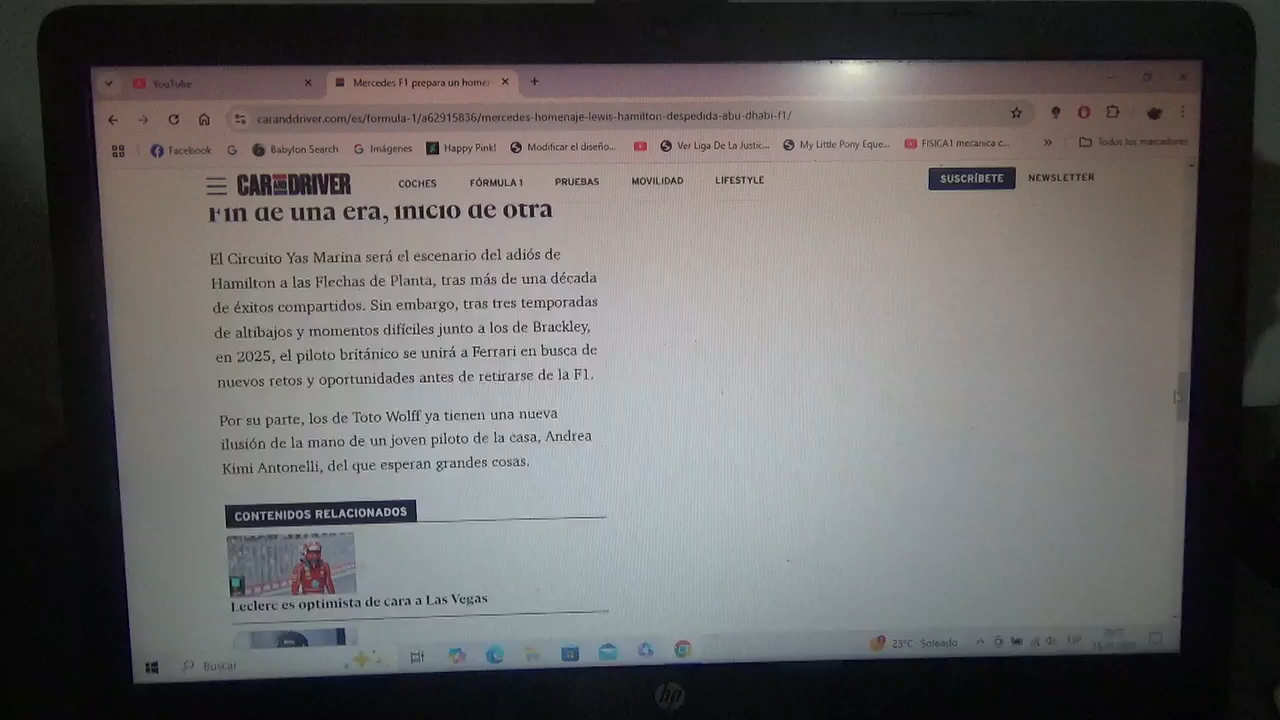 YouTube
Mercedes F1 prepara un home
caranddriver.com/es/formula-1/a62915836/mercedes-homenaje-lewis-hamilton-despedida-abu-dhabi-f1/
Facebook
Babylon Search
Imágenes
Happy Pink!
Modificar el diseño...
Ver Liga De La Justic...
My Little Pony Eque...
FISICA1 mecanica c...
»
Todos los marcadores
CAR AND DRIVER
COCHES
FÓRMULA 1
PRUEBAS
MOVILIDAD
LIFESTYLE
SUSCRÍBETE
NEWSLETTER
Fin de una era, inicio de otra
El Circuito Yas Marina será el escenario del adiós de
Hamilton a las Flechas de Planta, tras más de una década
de éxitos compartidos. Sin embargo, tras tres temporadas
de altibajos y momentos difíciles junto a los de Brackley,
en 2025, el piloto británico se unirá a Ferrari en busca de
nuevos retos y oportunidades antes de retirarse de la F1.
Por su parte, los de Toto Wolff ya tienen una nueva
ilusión de la mano de un joven piloto de la casa, Andrea
Kimi Antonelli, del que esperan grandes cosas.
CONTENIDOS RELACIONADOS
Leclerc es optimista de cara a Las Vegas
Buscar
23°C Soleado
ESP
hp